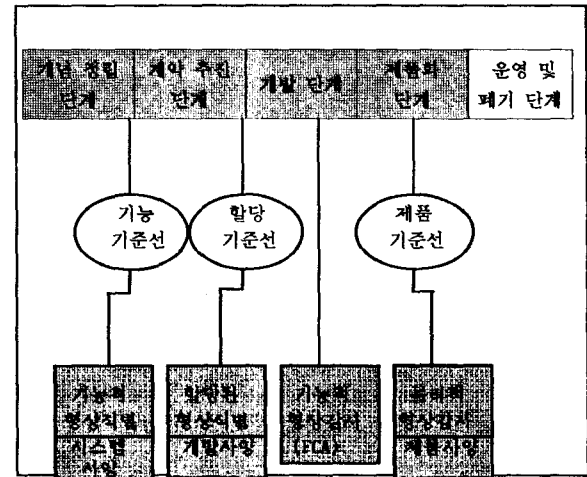 개념 정립
단계
계약 추진
단계
개발 단계
제품화
단계
운영 및
폐기 단계
기능
기준선
할당
기준선
제품
기준선
기능적
형상식별
시스템
사양
할당된
형상식별
개발사양
기능적
형상감사
(FCA)
물리적
형상감사
제품사양